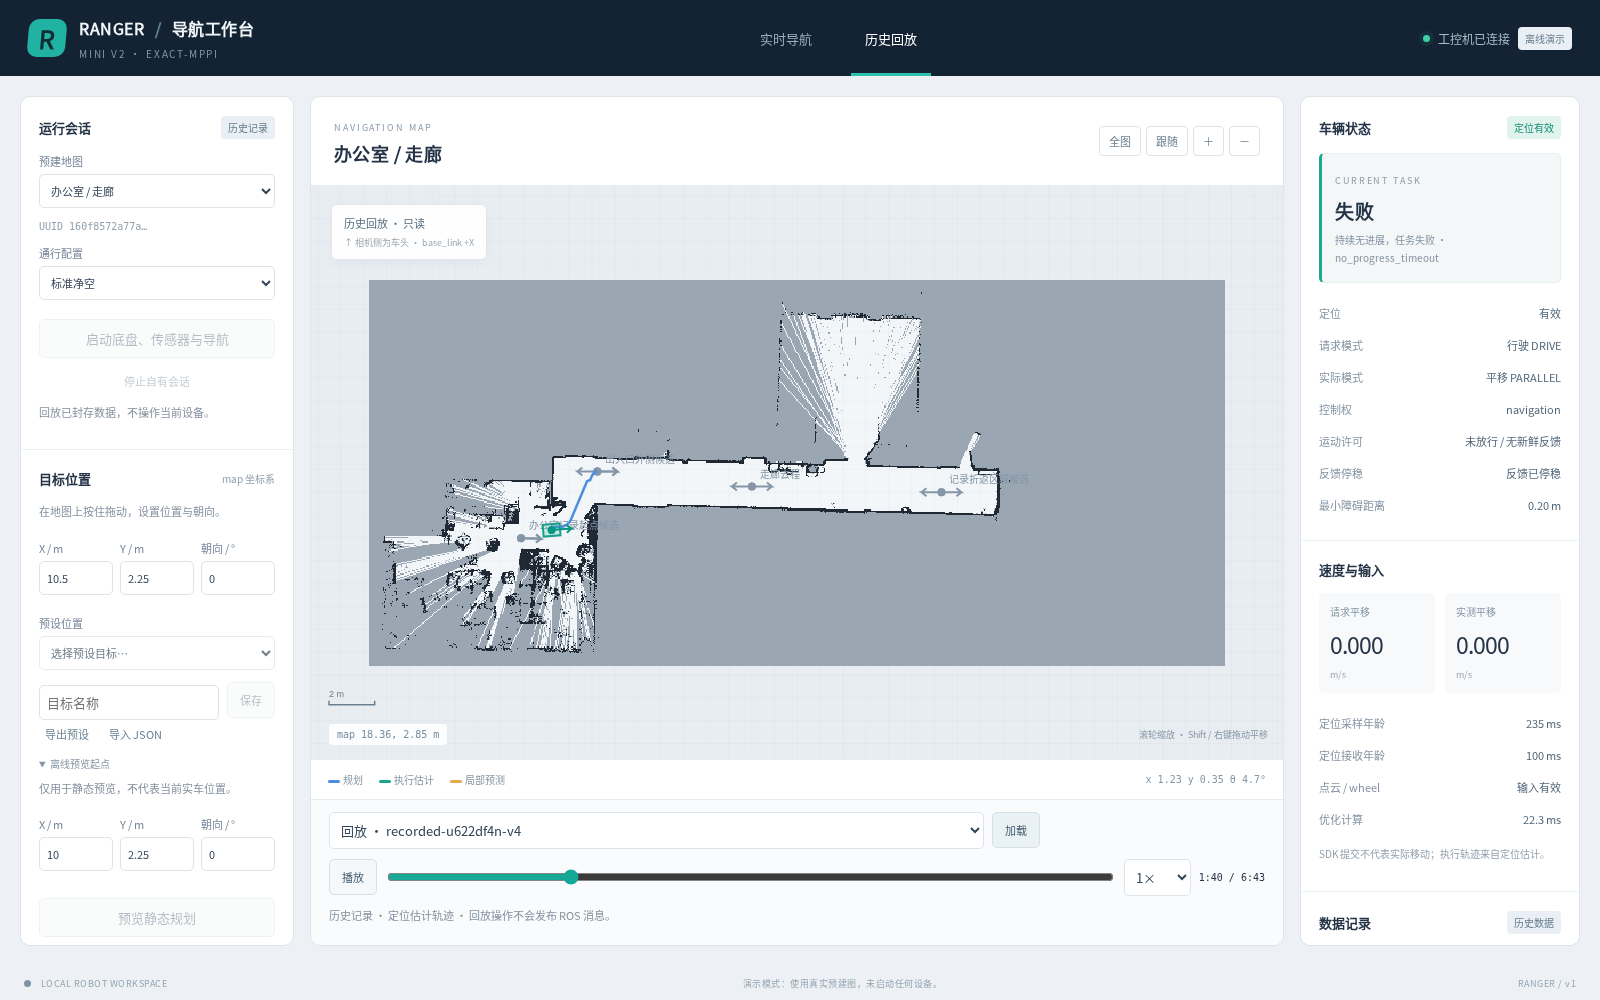 R
RANGER / 导航工作台
MINI V2 · EXACT-MPPI
实时导航
历史回放
工控机已连接
离线演示
运行会话
历史记录
预建地图
办公室 / 走廊
UUID 160f8572a77a…
通行配置
标准净空
启动底盘、传感器与导航
停止自有会话
回放已封存数据，不操作当前设备。
目标位置
map 坐标系
在地图上按住拖动，设置位置与朝向。
X / m
Y / m
朝向 / °
10.5
2.25
0
预设位置
选择预设目标…
目标名称
保存
导出预设
导入 JSON
▼ 离线预览起点
仅用于静态预览，不代表当前实车位置。
X / m
Y / m
朝向 / °
10
2.25
0
预览静态规划
NAVIGATION MAP
办公室 / 走廊
全图
跟随
+
−
历史回放 · 只读
↑ 相机侧为车头 · base_link +X
走廊去程
记录折返区
2 m
map 18.36, 2.85 m
滚轮缩放 · Shift / 右键拖动平移
规划
执行估计
局部预测
x 1.23 y 0.35 θ 4.7°
回放 · recorded-u622df4n-v4
加载
播放
1×
1:40 / 6:43
历史记录 · 定位估计轨迹 · 回放操作不会发布 ROS 消息。
车辆状态
定位有效
CURRENT TASK
失败
持续无进展，任务失败 ·
no_progress_timeout
定位
有效
请求模式
行驶 DRIVE
实际模式
平移 PARALLEL
控制权
navigation
运动许可
未放行 / 无新鲜反馈
反馈停稳
反馈已停稳
最小障碍距离
0.20 m
速度与输入
请求平移
0.000
m/s
实测平移
0.000
m/s
定位采样年龄
235 ms
定位接收年龄
100 ms
点云 / wheel
输入有效
优化计算
22.3 ms
SDK 提交不代表实际移动；执行轨迹来自定位估计。
数据记录
历史数据
LOCAL ROBOT WORKSPACE
演示模式：使用真实预建图，未启动任何设备。
RANGER / v1